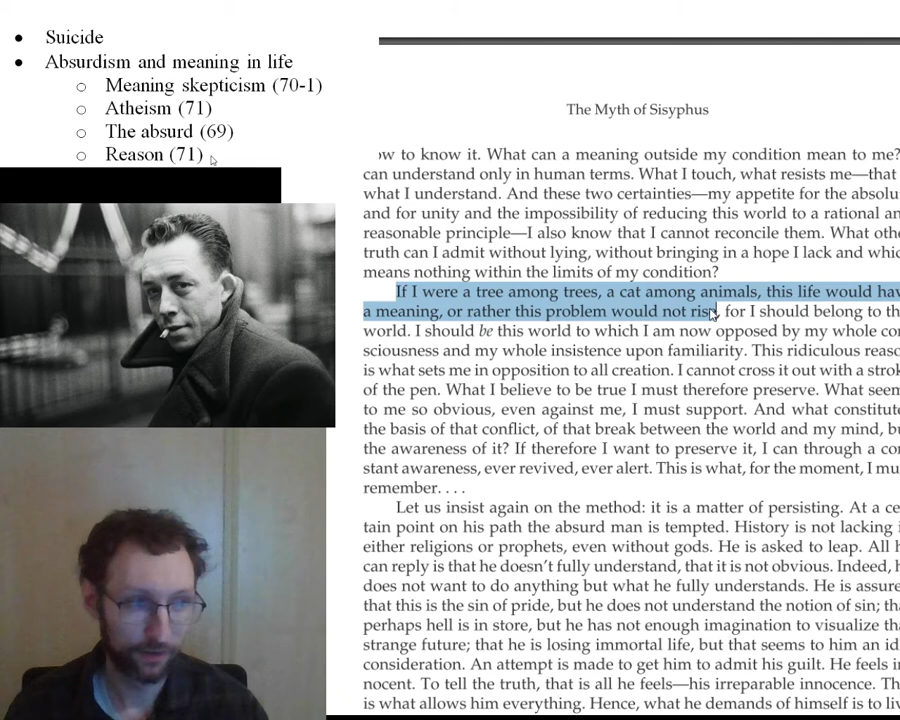 Suicide
Absurdism and meaning in life
Meaning skepticism (70-1)
Atheism (71)
The absurd (69)
Reason (71)
The Myth of Sisyphus
ow to know it. What can a meaning outside my condition mean to me?
can understand only in human terms. What I touch, what resists me—that
what I understand. And these two certainties—my appetite for the absolu
and for unity and the impossibility of reducing this world to a rational an
reasonable principle—I also know that I cannot reconcile them. What othe
truth can I admit without lying, without bringing in a hope I lack and whic
means nothing within the limits of my condition?
If I were a tree among trees, a cat among animals, this life would hav
a meaning, or rather this problem would not ris, for I should belong to th
world. I should be this world to which I am now opposed by my whole con
sciousness and my whole insistence upon familiarity. This ridiculous reaso
is what sets me in opposition to all creation. I cannot cross it out with a strok
of the pen. What I believe to be true I must therefore preserve. What seem
to me so obvious, even against me, I must support. And what constitute
the basis of that conflict, of that break between the world and my mind, bu
the awareness of it? If therefore I want to preserve it, I can through a con
stant awareness, ever revived, ever alert. This is what, for the moment, I mu
remember. . . .
Let us insist again on the method: it is a matter of persisting. At a ce
tain point on his path the absurd man is tempted. History is not lacking i
either religions or prophets, even without gods. He is asked to leap. All h
can reply is that he doesn't fully understand, that it is not obvious. Indeed, h
does not want to do anything but what he fully understands. He is assure
that this is the sin of pride, but he does not understand the notion of sin; tha
perhaps hell is in store, but he has not enough imagination to visualize tha
strange future; that he is losing immortal life, but that seems to him an idl
consideration. An attempt is made to get him to admit his guilt. He feels in
nocent. To tell the truth, that is all he feels—his irreparable innocence. Th
is what allows him everything. Hence, what he demands of himself is to liv